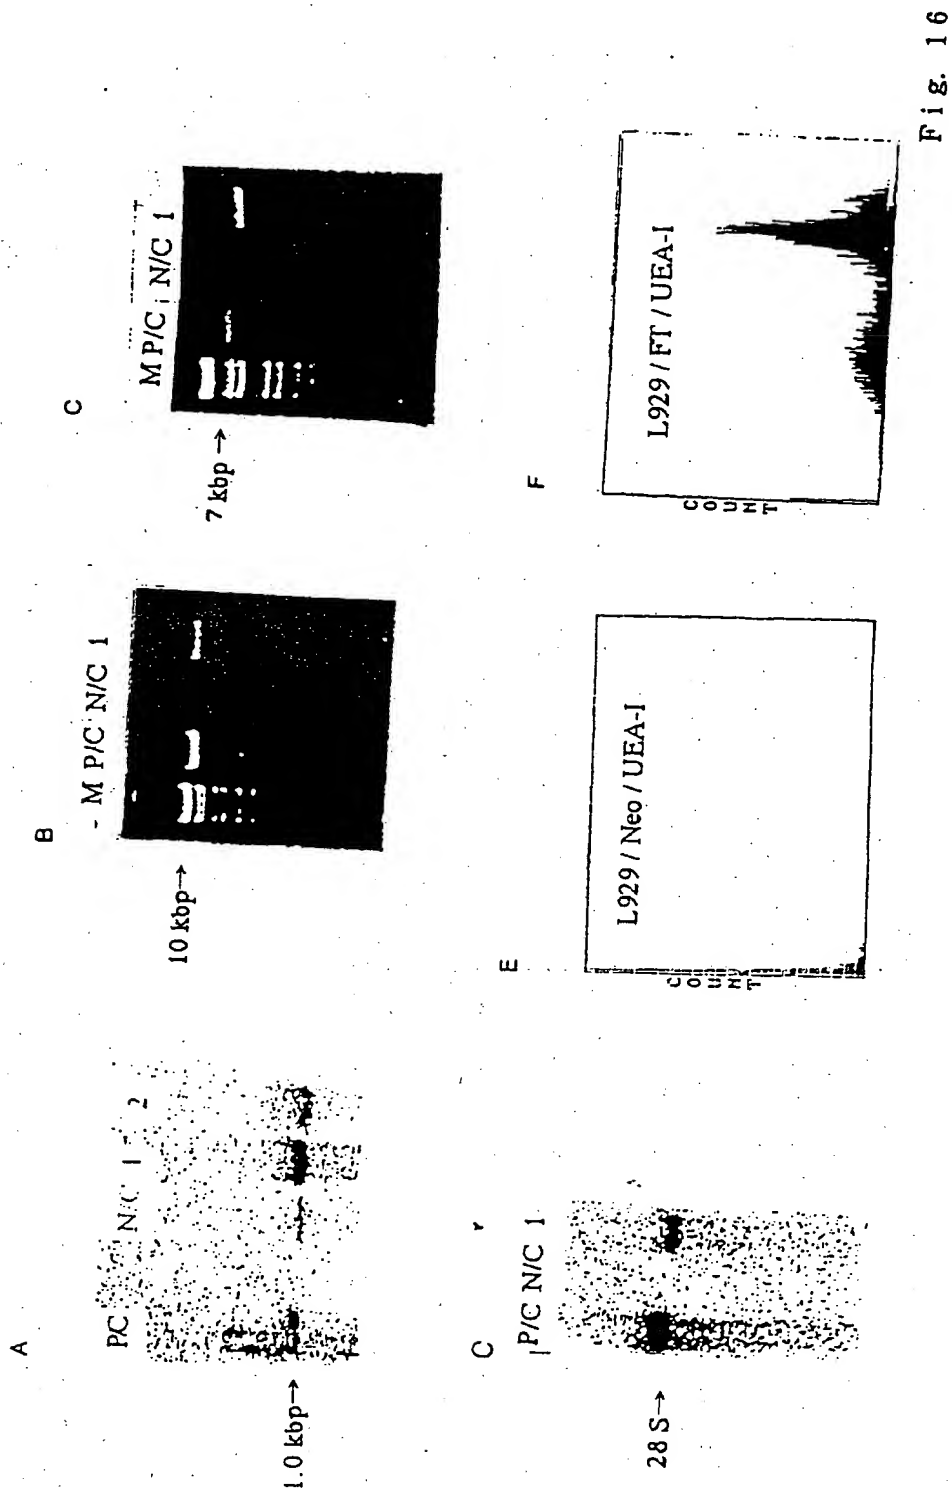 A
P/C N/C 1 - 2
1.0 kbp→
B
- M P/C N/C 1
10 kbp→
C
M P/C N/C 1
7 kbp→
C
P/C N/C 1
28 S→
E
L929 / Neo / UEA-I
COUNT
F
L929 / FT / UEA-I
COUNT
Fig. 16